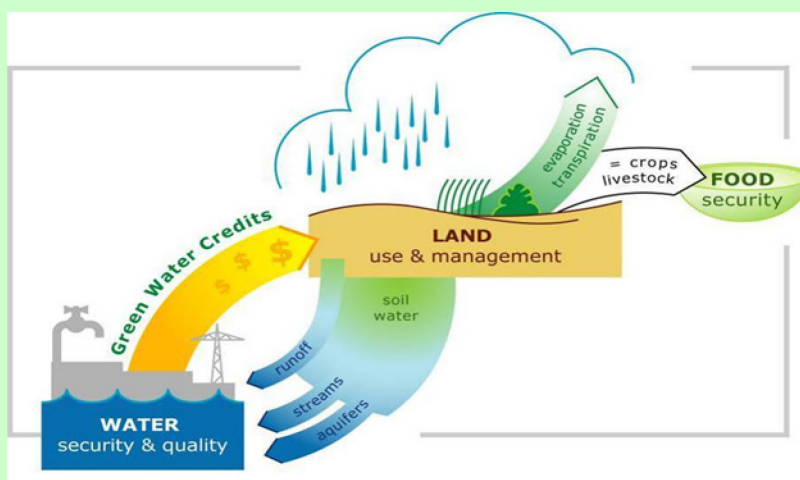 evaporation
transpiration
= crops
livestock
FOOD
security
Green Water Credits
$ $ $
LAND
use & management
soil
water
runoff
streams
aquifers
WATER
security & quality